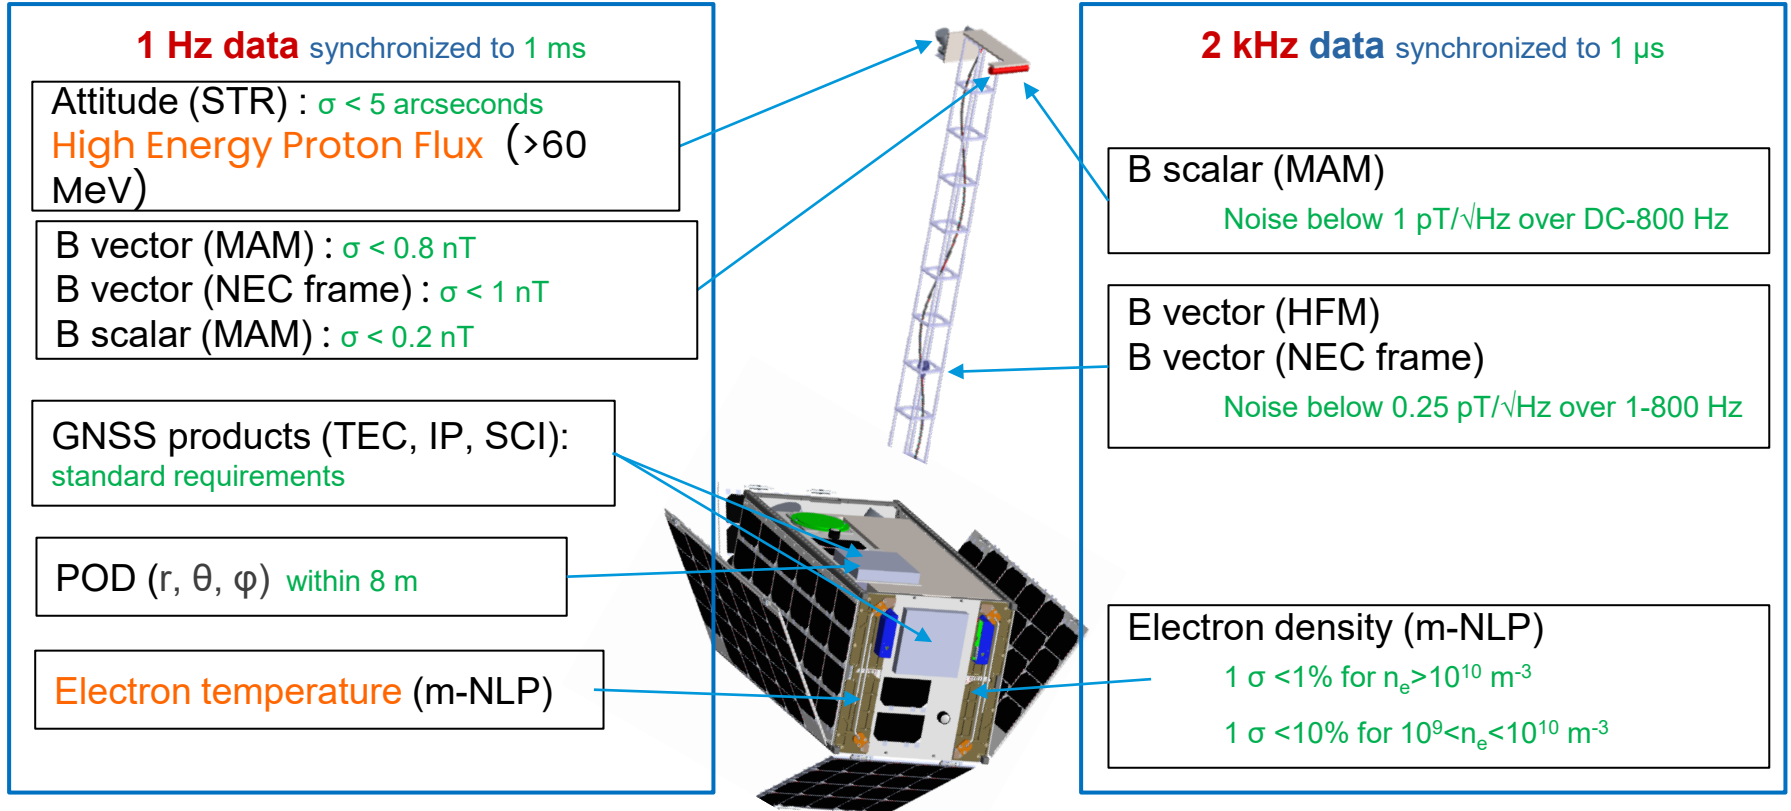 1 Hz data synchronized to 1 ms
Attitude (STR) : σ < 5 arcseconds
High Energy Proton Flux (>60
MeV)
B vector (MAM) : σ < 0.8 nT
B vector (NEC frame) : σ < 1 nT
B scalar (MAM) : σ < 0.2 nT
GNSS products (TEC, IP, SCI):
standard requirements
POD (r, θ, φ) within 8 m
Electron temperature (m-NLP)
2 kHz data synchronized to 1 μs
B scalar (MAM)
Noise below 1 pT/√Hz over DC-800 Hz
B vector (HFM)
B vector (NEC frame)
Noise below 0.25 pT/√Hz over 1-800 Hz
Electron density (m-NLP)
1 σ <1% for nₑ>10¹⁰ m⁻³
1 σ <10% for 10⁹<nₑ<10¹⁰ m⁻³